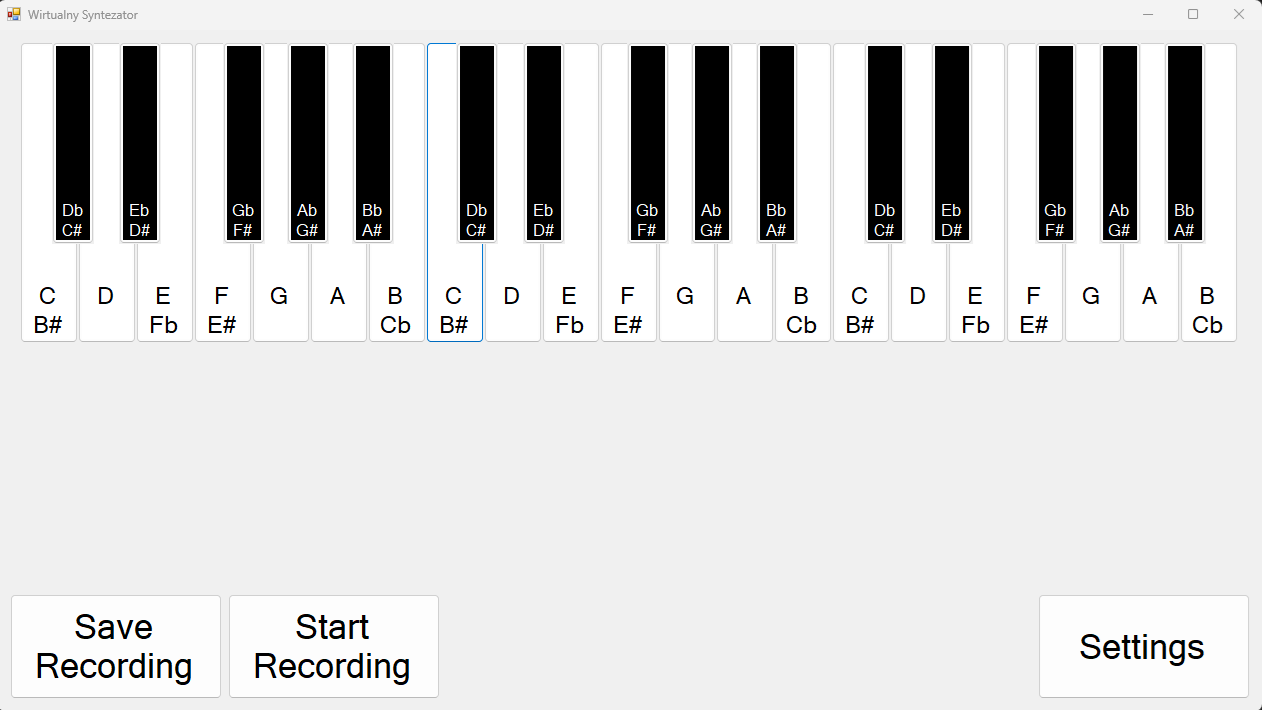 Wirtualny Syntezator
Db Eb Gb Ab Bb Db Eb Gb Ab Bb Db Eb Gb Ab Bb
C# D# F# G# A# C# D# F# G# A# C# D# F# G# A#
C D E F G A B C D E F G A B C D E F G A B
B# Fb E# Cb B# Fb E# Cb B# Fb E# Cb
Save Start
Recording Recording
Settings